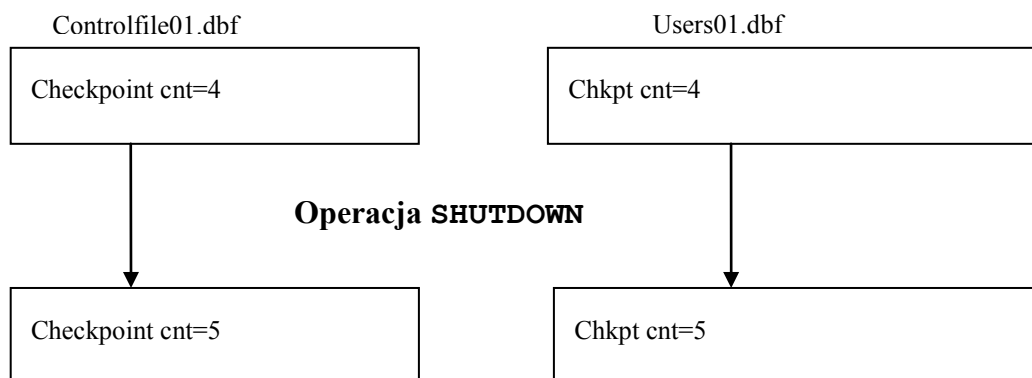 Controlfile01.dbf
Users01.dbf
Checkpoint cnt=4
Chkpt cnt=4
Operacja SHUTDOWN
Checkpoint cnt=5
Chkpt cnt=5